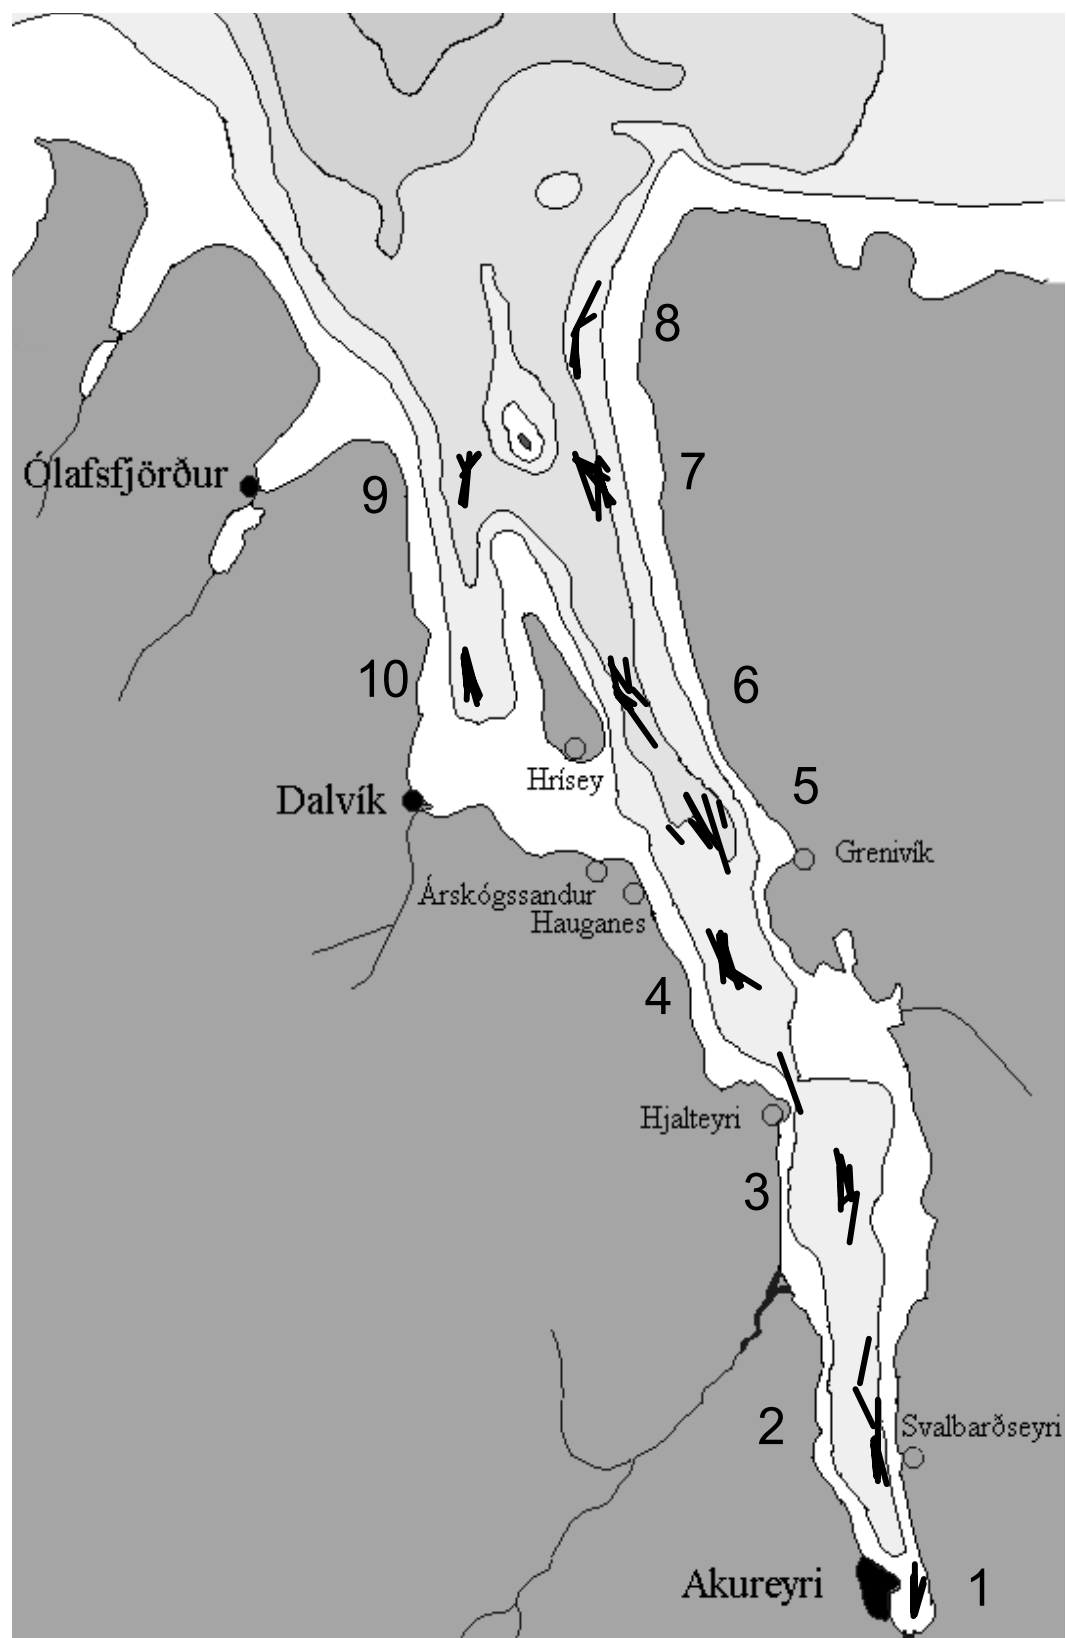 8
7
Ólafsfjörður
9
10
6
Hrísey
5
Dalvík
Grenivík
Árskógssandur
Hauganes
4
Hjalteyri
3
2
Svalbarðseyri
Akureyri
1